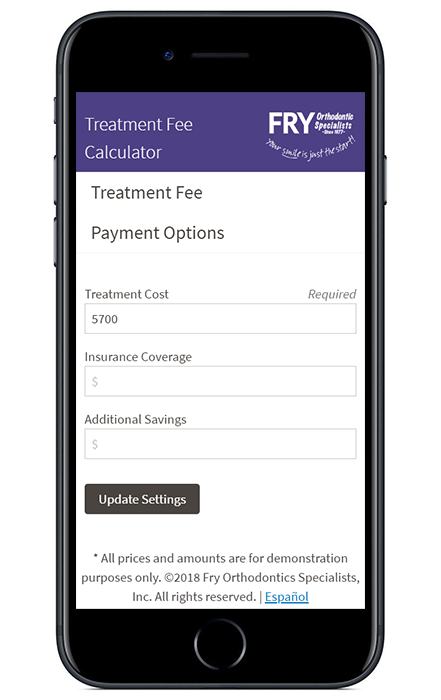 Treatment Fee
Calculator
FRY Orthodontic
Specialists
-Since 1977-
Your smile is just the start!
Treatment Fee
Payment Options
Treatment Cost Required
5700
Insurance Coverage
$
Additional Savings
$
Update Settings
* All prices and amounts are for demonstration
purposes only. ©2018 Fry Orthodontics Specialists,
Inc. All rights reserved. | Español